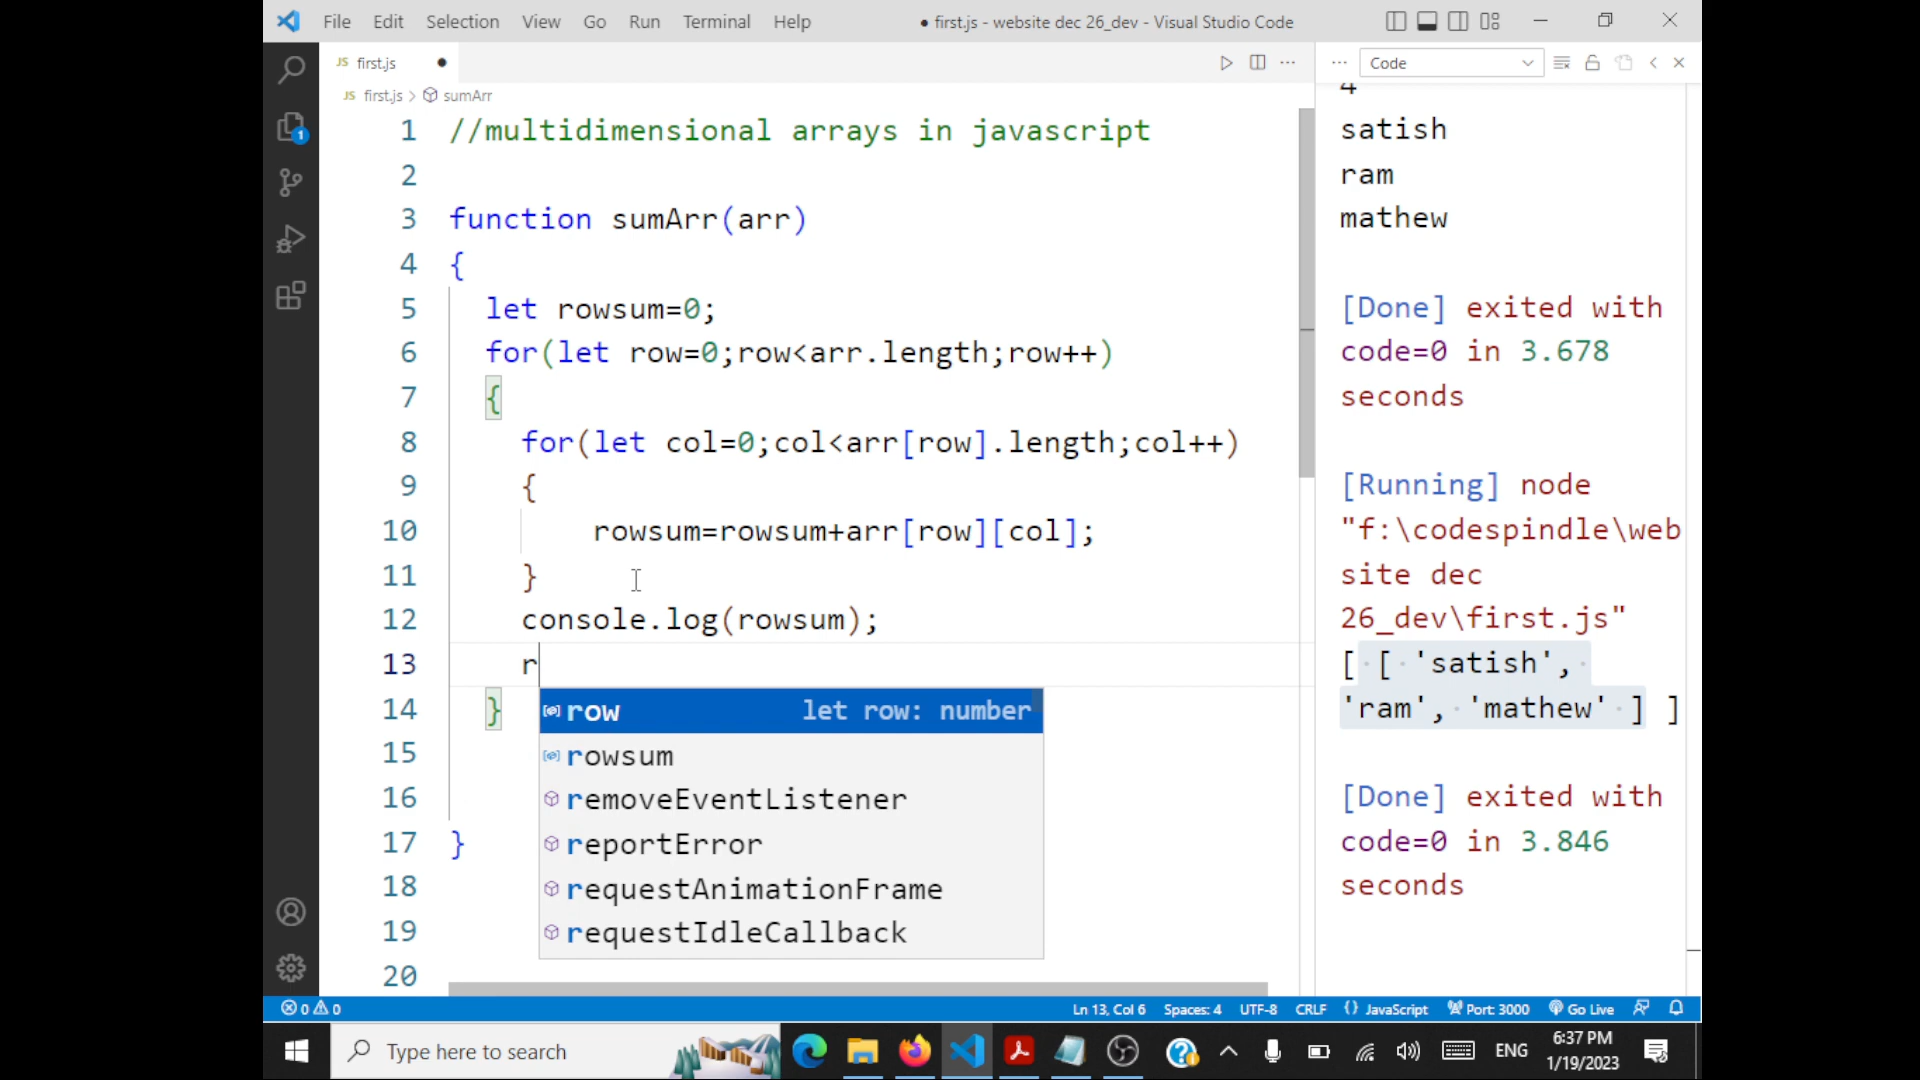 File Edit Selection View Go Run Terminal Help ● first.js - website dec 26_dev - Visual Studio Code
JS first.js ●
JS first.js > sumArr
1 //multidimensional arrays in javascript
2
3 function sumArr(arr)
4 {
5 let rowsum=0;
6 for(let row=0;row<arr.length;row++)
7 {
8 for(let col=0;col<arr[row].length;col++)
9 {
10 rowsum=rowsum+arr[row][col];
11 }
12 console.log(rowsum);
13 r
14 }
15
16
17 }
18
19
20
row let row: number
rowsum
removeEventListener
reportError
requestAnimationFrame
requestIdleCallback
Code
4
satish
ram
mathew
[Done] exited with
code=0 in 3.678
seconds
[Running] node
"f:\codespindle\web
site dec
26_dev\first.js"
[ [ 'satish',
'ram', 'mathew' ] ]
[Done] exited with
code=0 in 3.846
seconds
1
0 0 Ln 13, Col 6 Spaces: 4 UTF-8 CRLF {} JavaScript Port: 3000 Go Live
Type here to search ENG 6:37 PM
1/19/2023